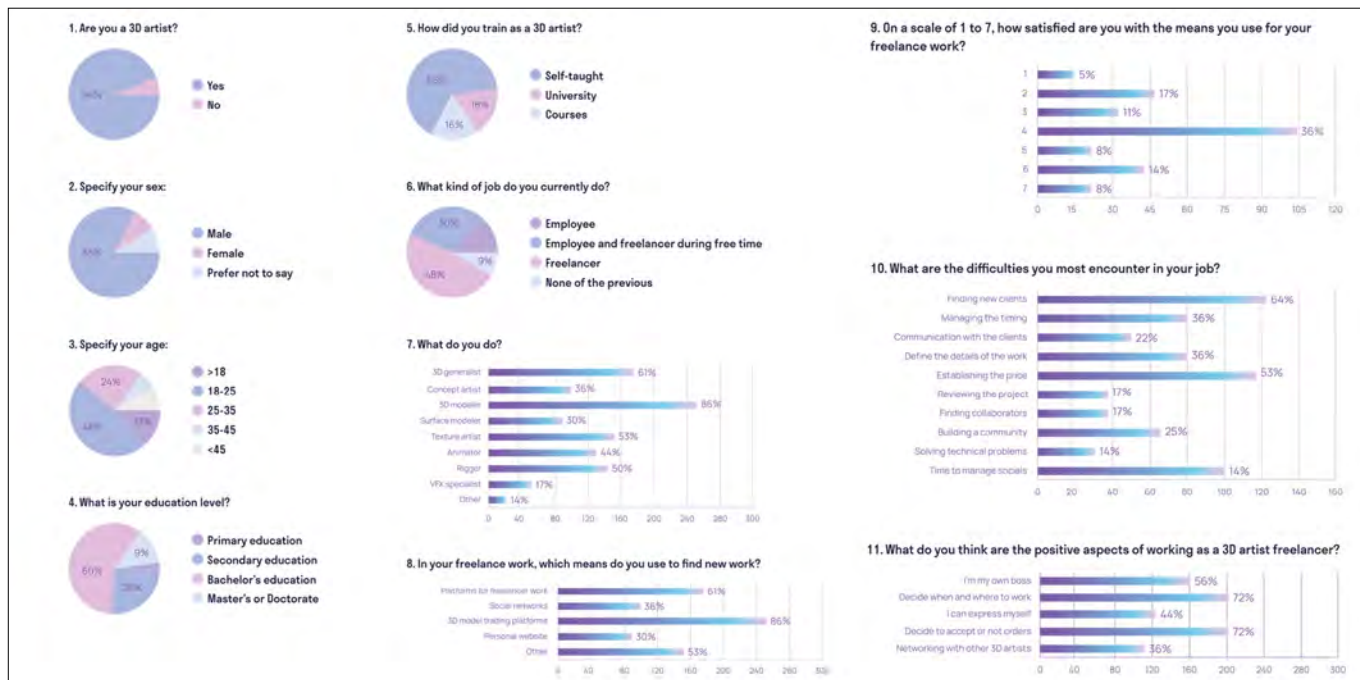 1. Are you a 3D artist?
Yes
No
2. Specify your sex:
Male
Female
Prefer not to say
3. Specify your age:
24%
17%
>18
18-25
25-35
35-45
<45
4. What is your education level?
9%
Primary education
Secondary education
Bachelor's education
Master's or Doctorate
5. How did you train as a 3D artist?
16%
Self-taught
University
Courses
6. What kind of job do you currently do?
30%
48%
9%
Employee
Employee and freelancer during free time
Freelancer
None of the previous
7. What do you do?
3D generalist 61%
Concept artist 36%
3D modeler 86%
Surface modeler 30%
Texture artist 53%
Animator 44%
Rigger 50%
VFX specialist 17%
Other 14%
0 40 80 120 160 200 240 280 300
8. In your freelance work, which means do you use to find new work?
Platforms for freelancer work 61%
Social networks 36%
3D model trading platforms 86%
Personal website 30%
Other 53%
0 40 80 120 160 200 240 280 300
9. On a scale of 1 to 7, how satisfied are you with the means you use for your
freelance work?
1 5%
2 17%
3 11%
4 36%
5 8%
6 14%
7 8%
0 15 30 45 60 75 90 105 120
10. What are the difficulties you most encounter in your job?
Finding new clients 64%
Managing the timing 36%
Communication with the clients 22%
Define the details of the work 36%
Establishing the price 53%
Reviewing the project 17%
Finding collaborators 17%
Building a community 25%
Solving technical problems 14%
Time to manage socials 14%
0 20 40 60 80 100 120 140 160
11. What do you think are the positive aspects of working as a 3D artist freelancer?
I'm my own boss 56%
Decide when and where to work 72%
I can express myself 44%
Decide to accept or not orders 72%
Networking with other 3D artists 36%
0 40 80 120 160 200 240 280 300